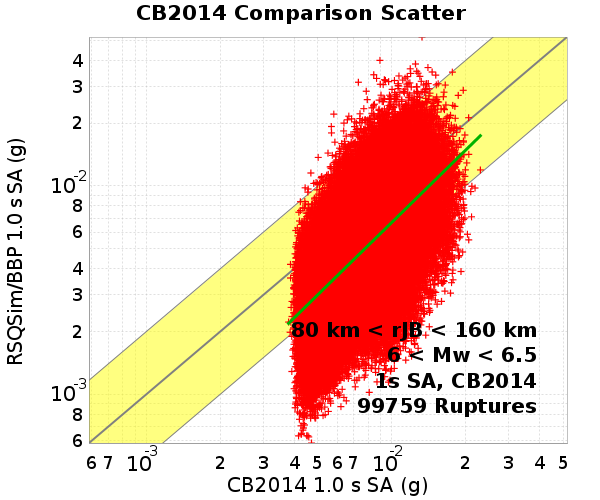 CB2014 Comparison Scatter
RSQSim/BBP 1.0 s SA (g)
4
3
2
10-2
8
6
4
3
2
10-3
8
6
80 km < rJB < 160 km
6 < Mw < 6.5
1s SA, CB2014
99759 Ruptures
6 7 10-3 2 3 4 5 6 7 10-2 2 3 4 5
CB2014 1.0 s SA (g)